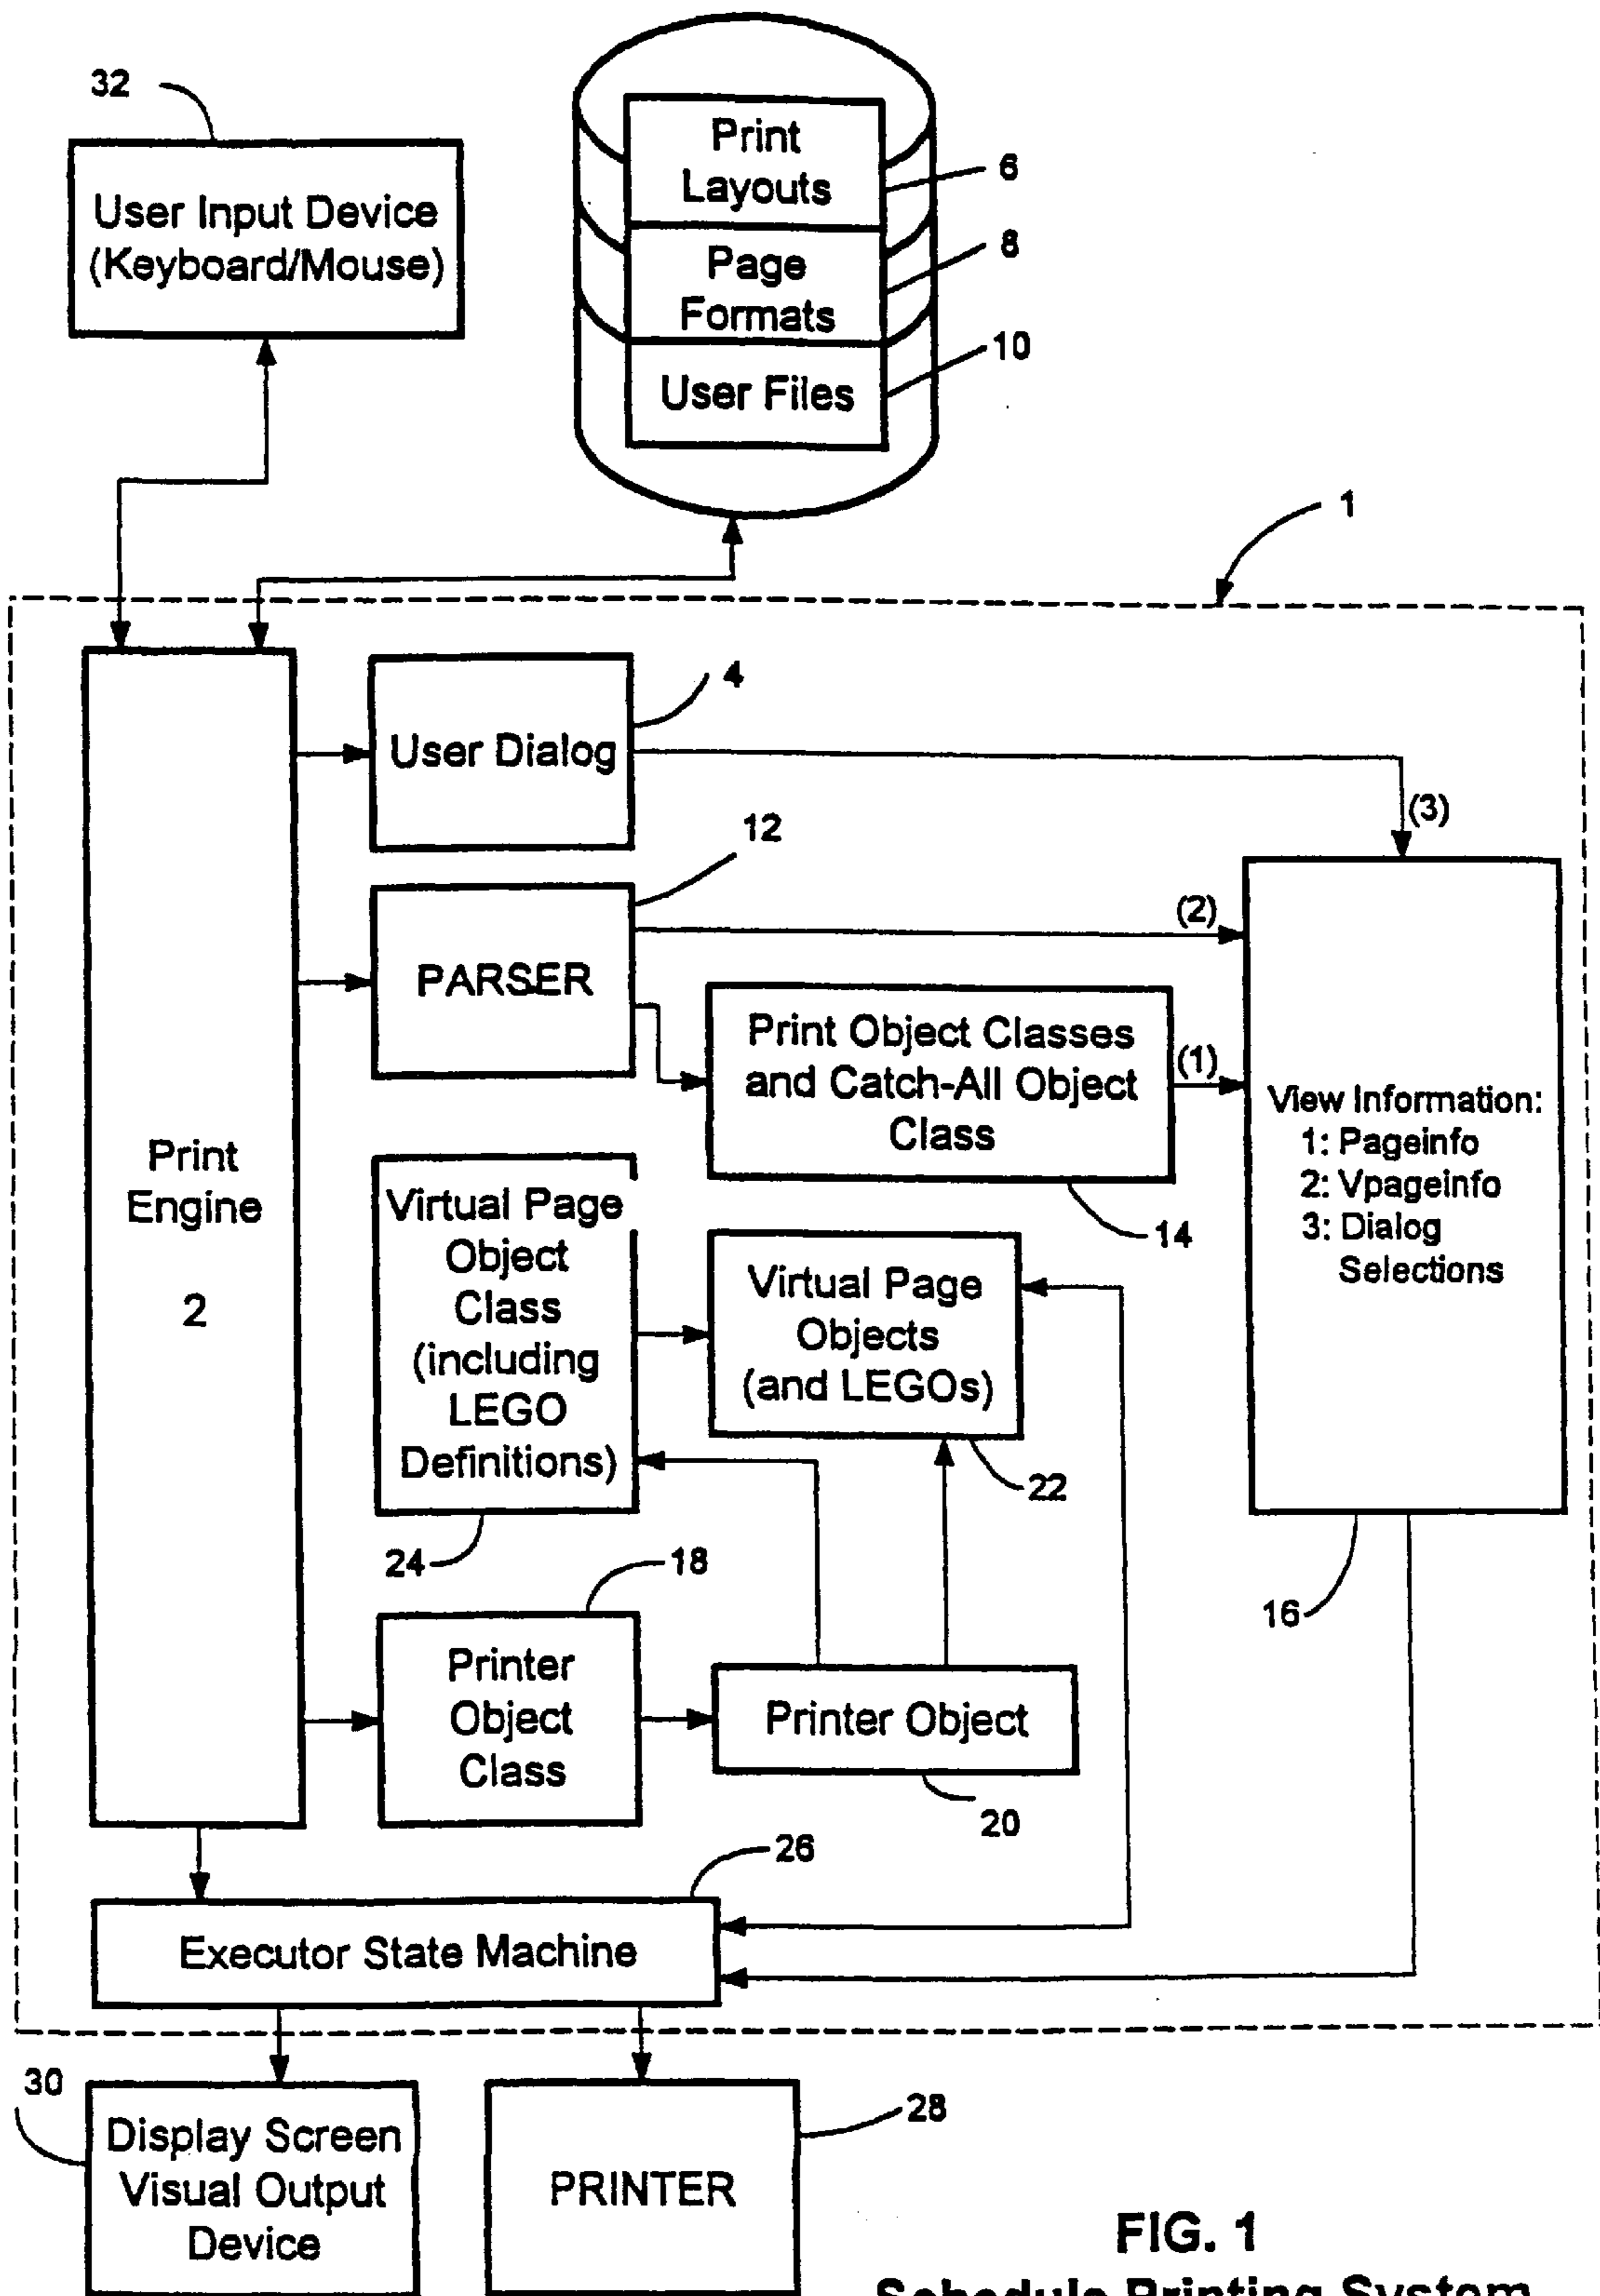 32
User Input Device
(Keyboard/Mouse)
Print
Layouts
6
Page
Formats
8
User Files
10
1
Print
Engine
2
User Dialog
4
(3)
12
PARSER
(2)
Print Object Classes
and Catch-All Object
Class
(1)
14
View Information:
1: Pageinfo
2: Vpageinfo
3: Dialog
Selections
16
Virtual Page
Object
Class
(including
LEGO
Definitions)
24
Virtual Page
Objects
(and LEGOs)
22
18
Printer
Object
Class
Printer Object
20
26
Executor State Machine
30
Display Screen
Visual Output
Device
28
PRINTER
FIG. 1
Schedule Printing System